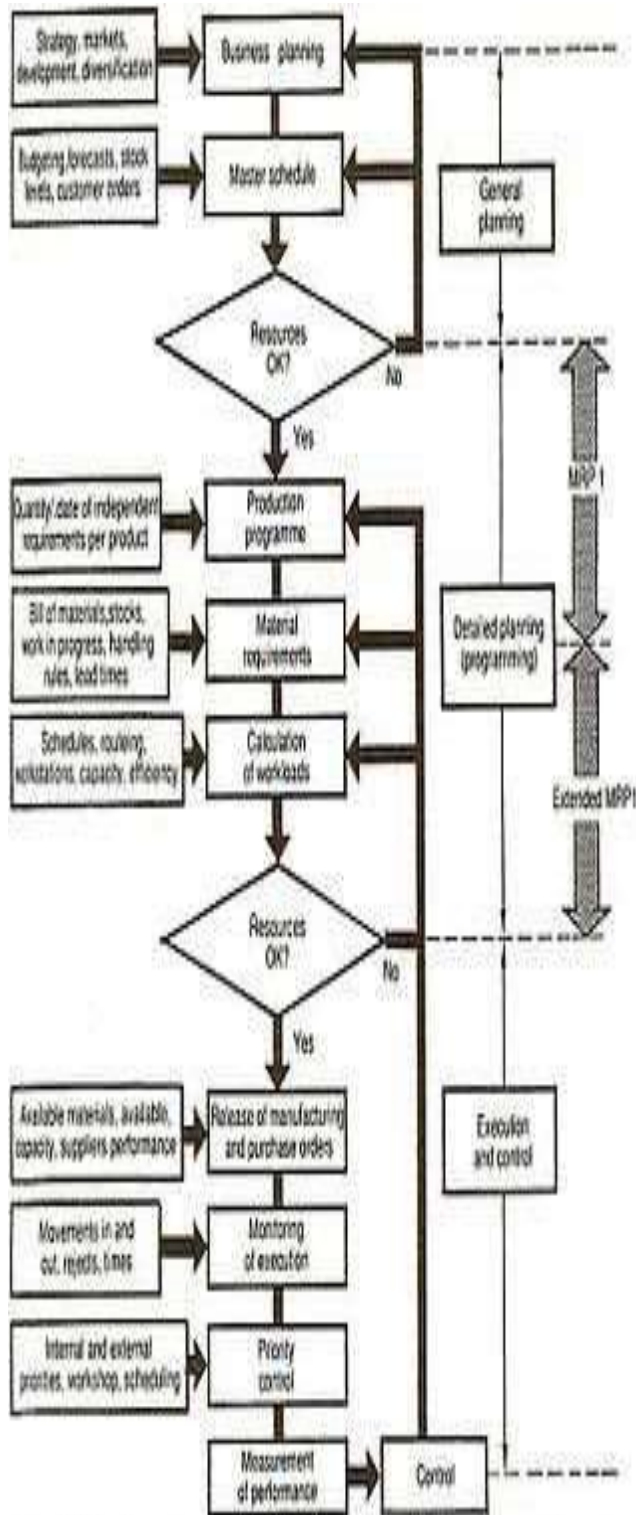 Strategy, markets,
development, diversification
Business planning
Budgeting forecasts, stock
levels, customer orders
Master schedule
General
planning
Resources
OK?
No
Yes
MRP 1
Quantity/ date of independent
requirements per product
Production
programme
Bill of materials, stocks,
work in progress, handling
rules, lead times
Material
requirements
Detailed planning
(programming)
Schedules, routeing,
workstations, capacity, efficiency
Calculation
of workloads
Extended MRP1
Resources
OK?
No
Yes
Available materials, available,
capacity, suppliers performance
Release of manufacturing
and purchase orders
Execution
and control
Movements in and
out, rejects, times
Monitoring
of execution
Internal and external
priorities, workshop, scheduling
Priority
control
Measurement
of performance
Control